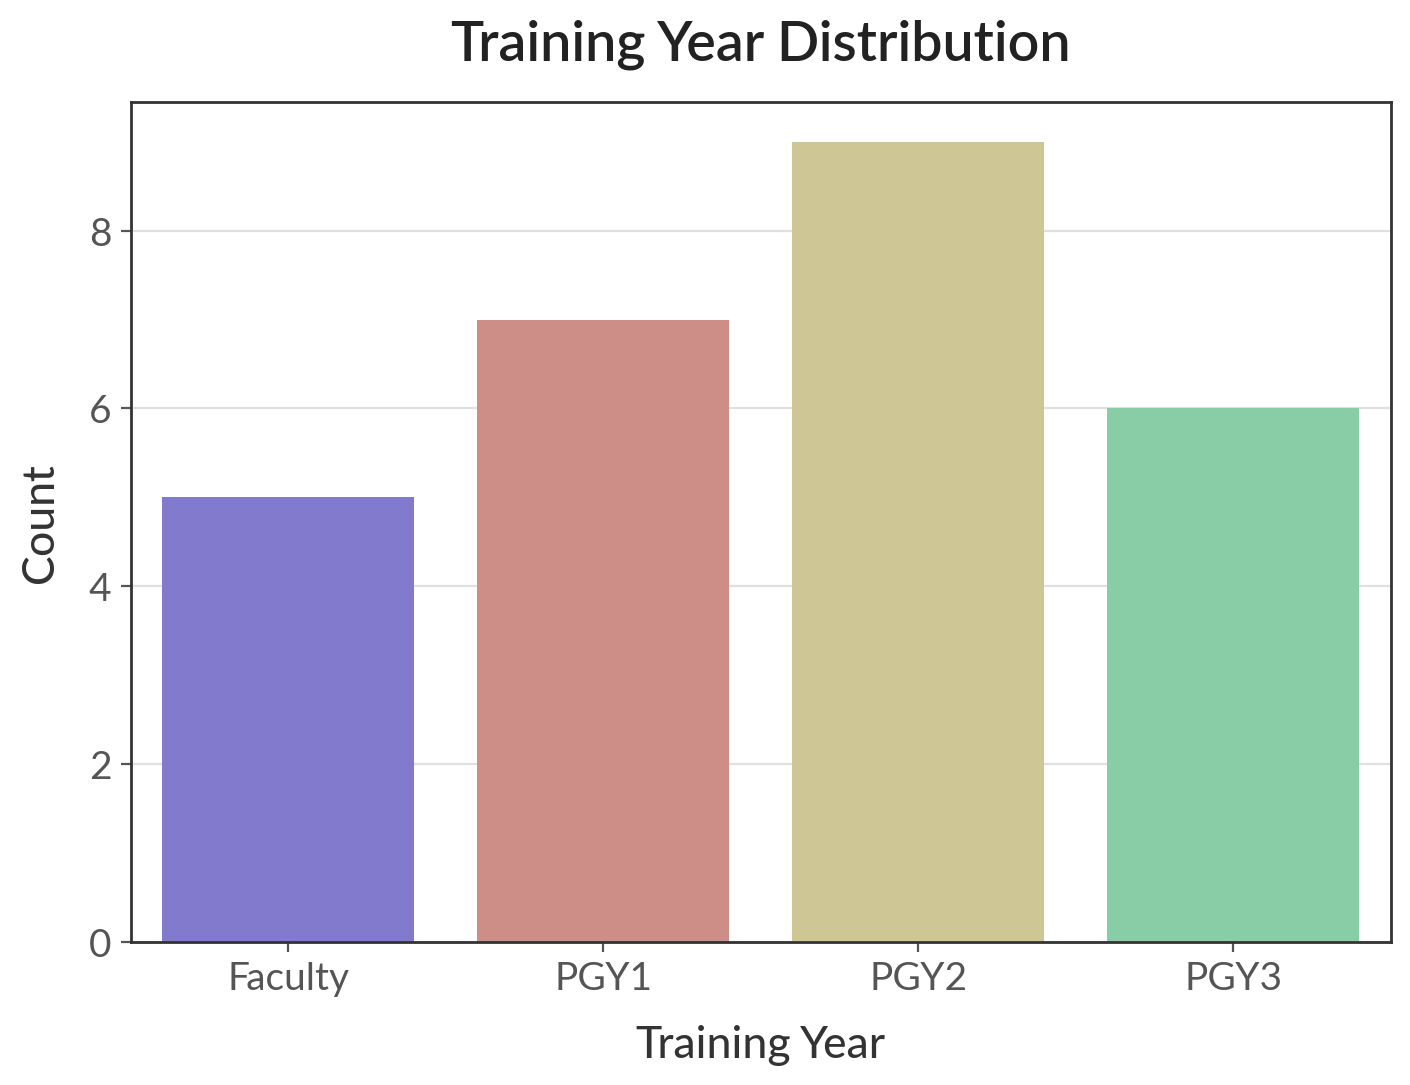 Training Year Distribution
Count
8
6
4
2
0
Faculty
PGY1
PGY2
PGY3
Training Year